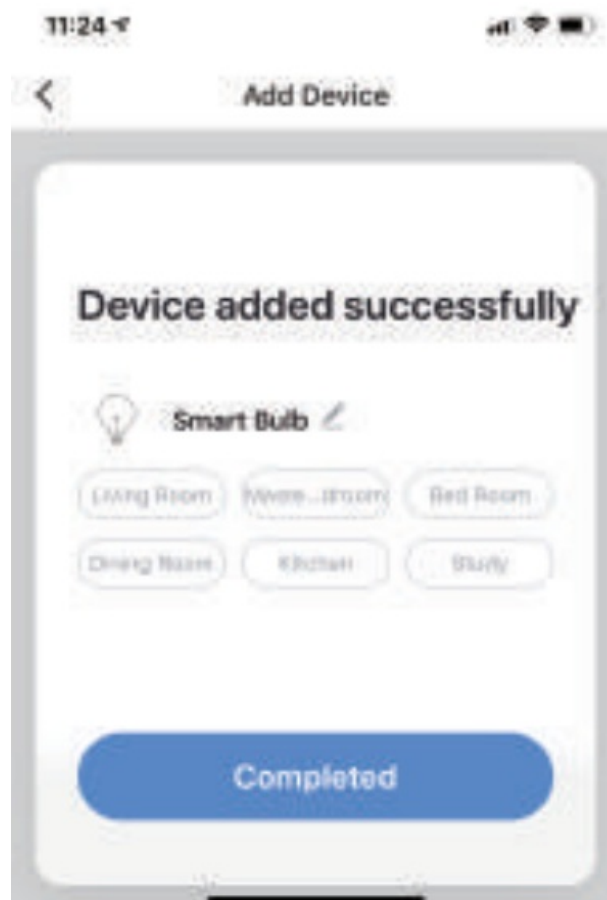 11:24
Add Device
Device added successfully
Smart Bulb
Living Room
Bed Room
Dining Room Kitchen Study
Completed